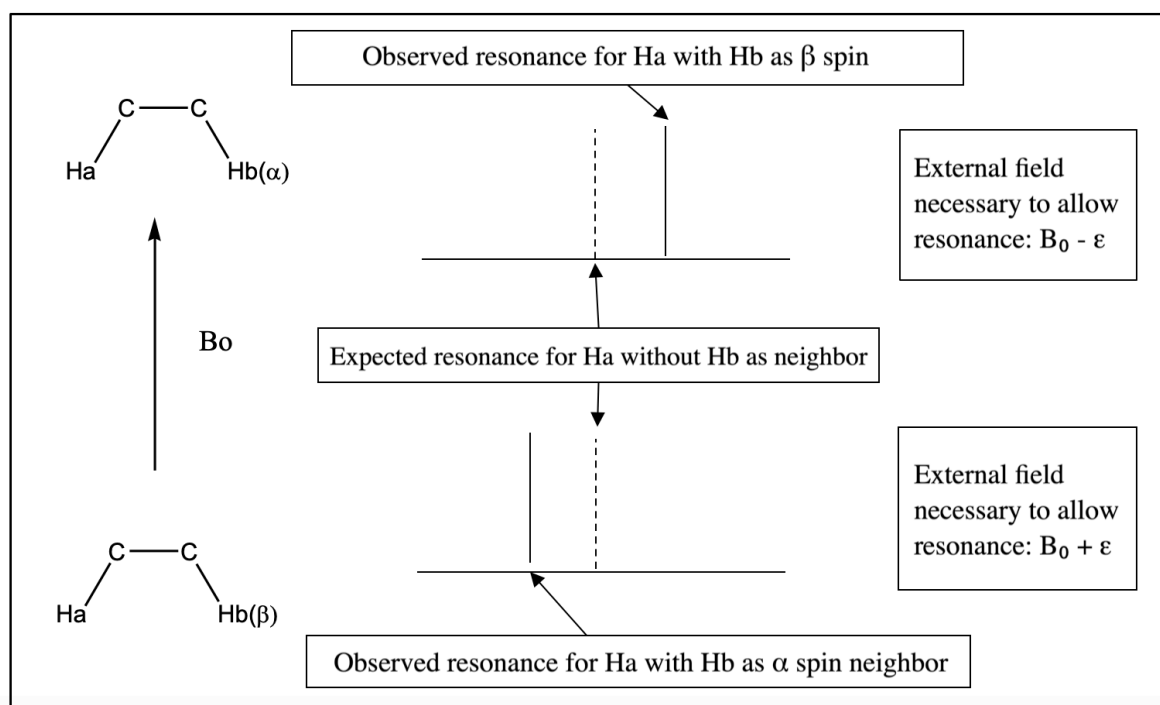 Observed resonance for Ha with Hb as β spin
C C
Ha Hb(α)
External field
necessary to allow
resonance: B₀ - ε
Bo
Expected resonance for Ha without Hb as neighbor
External field
necessary to allow
resonance: B₀ + ε
C C
Ha Hb(β)
Observed resonance for Ha with Hb as α spin neighbor